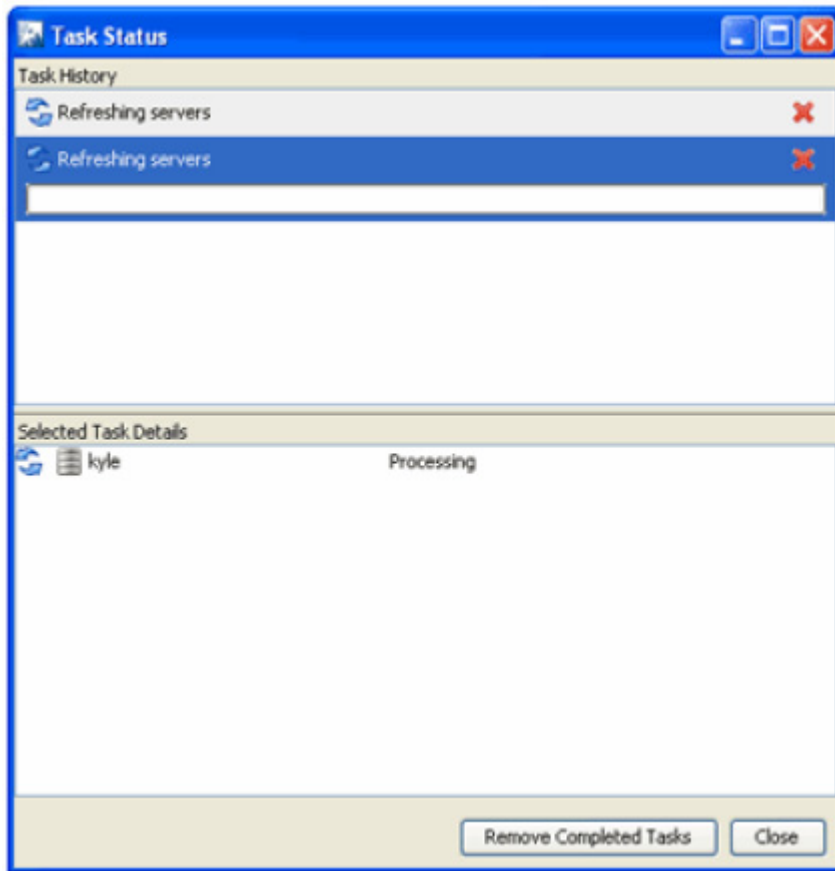 Task Status
Task History
Refreshing servers
Refreshing servers
Selected Task Details
kyle Processing
Remove Completed Tasks Close